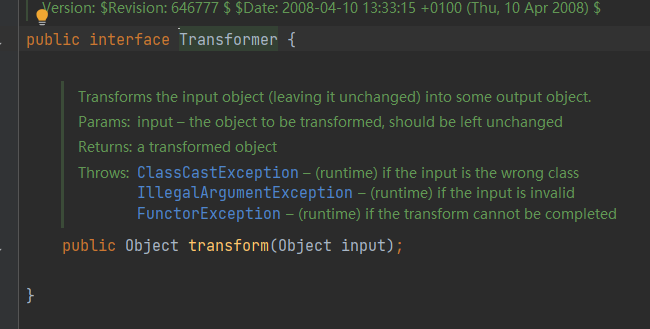 Version: $Revision: 646777 $ $Date: 2008-04-10 13:33:15 +0100 (Thu, 10 Apr 2008) $
public interface Transformer {
Transforms the input object (leaving it unchanged) into some output object.
Params: input – the object to be transformed, should be left unchanged
Returns: a transformed object
Throws: ClassCastException – (runtime) if the input is the wrong class
IllegalArgumentException – (runtime) if the input is invalid
FunctorException – (runtime) if the transform cannot be completed
public Object transform(Object input);
}